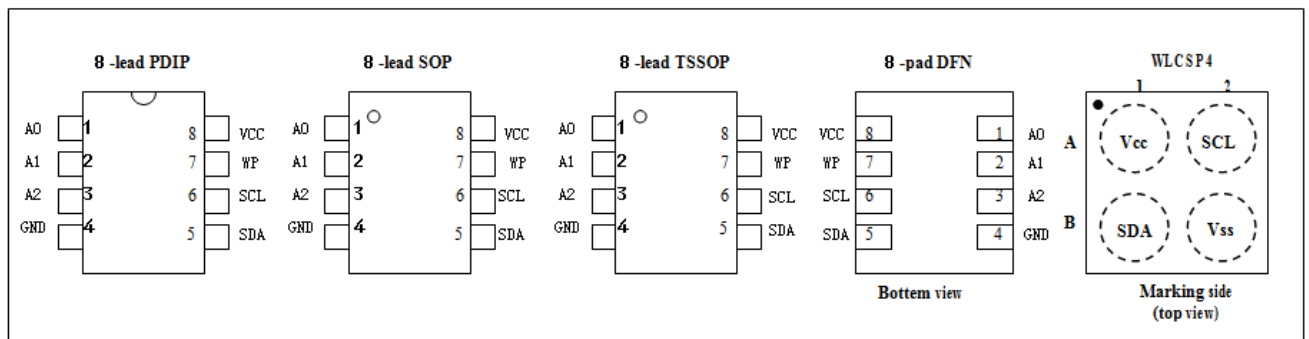 8 -lead PDIP
A0 1 8 VCC
A1 2 7 WP
A2 3 6 SCL
GND 4 5 SDA
8 -lead SOP
A0 1 8 VCC
A1 2 7 WP
A2 3 6 SCL
GND 4 5 SDA
8 -lead TSSOP
A0 1 8 VCC
A1 2 7 WP
A2 3 6 SCL
GND 4 5 SDA
8 -pad DFN
VCC 8 1 A0
WP 7 2 A1
SCL 6 3 A2
SDA 5 4 GND
Bottem view
WLCSP4
1 2
A Vcc SCL
B SDA Vss
Marking side
(top view)